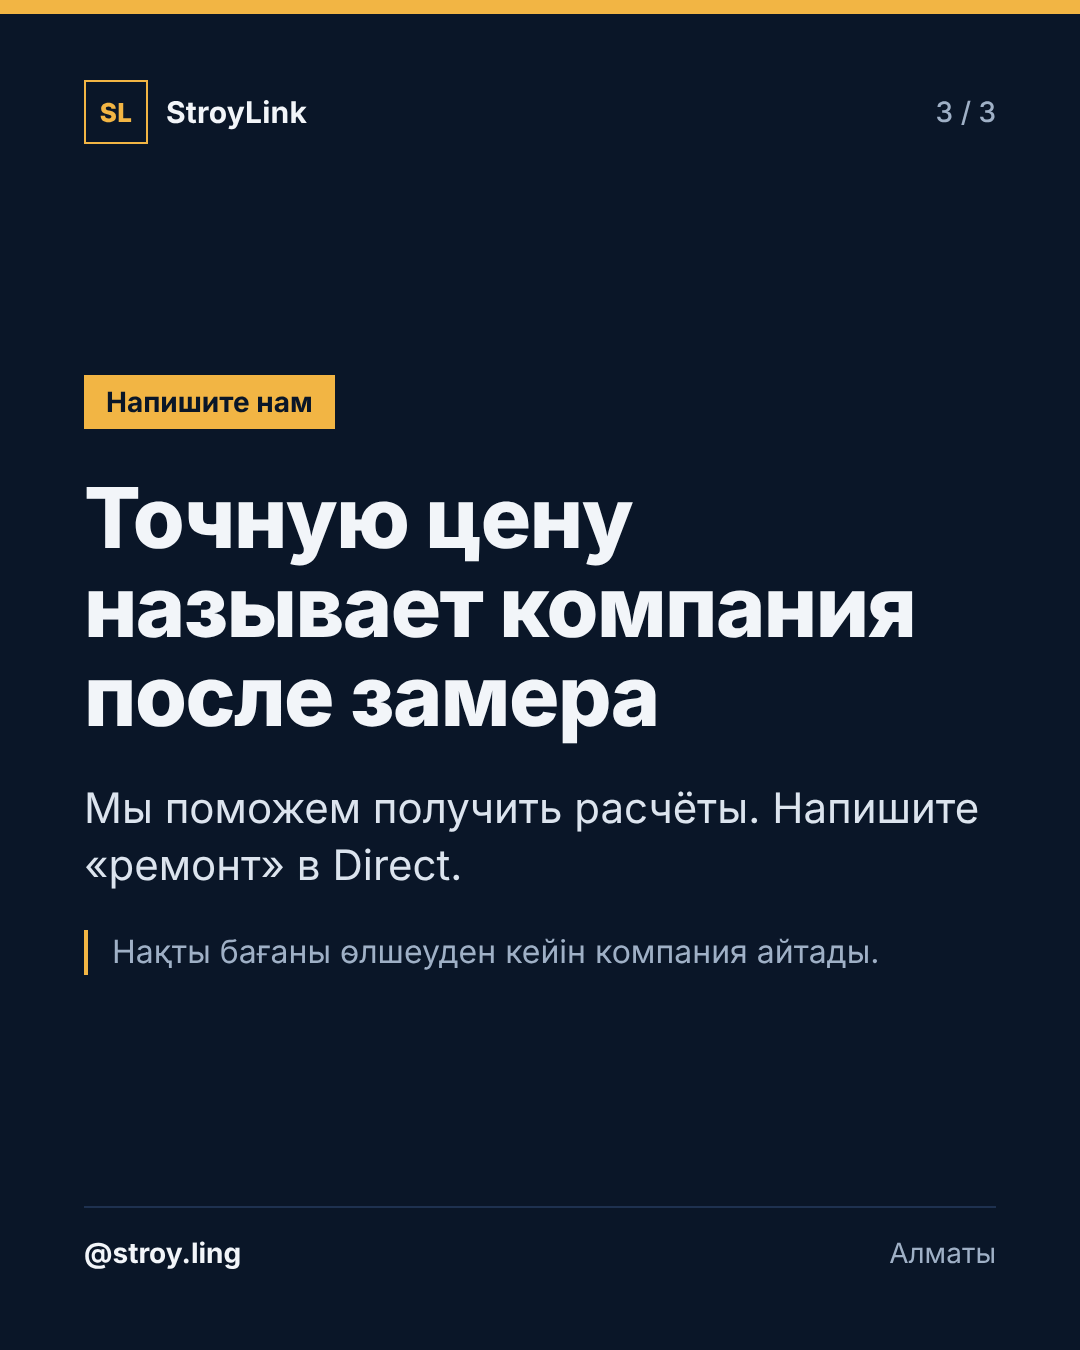 SL
StroyLink
3 / 3
Напишите нам
Точную цену
называет компания
после замера
Мы поможем получить расчёты. Напишите
«ремонт» в Direct.
Нақты бағаны өлшеуден кейін компания айтады.
@stroy.ling
Алматы